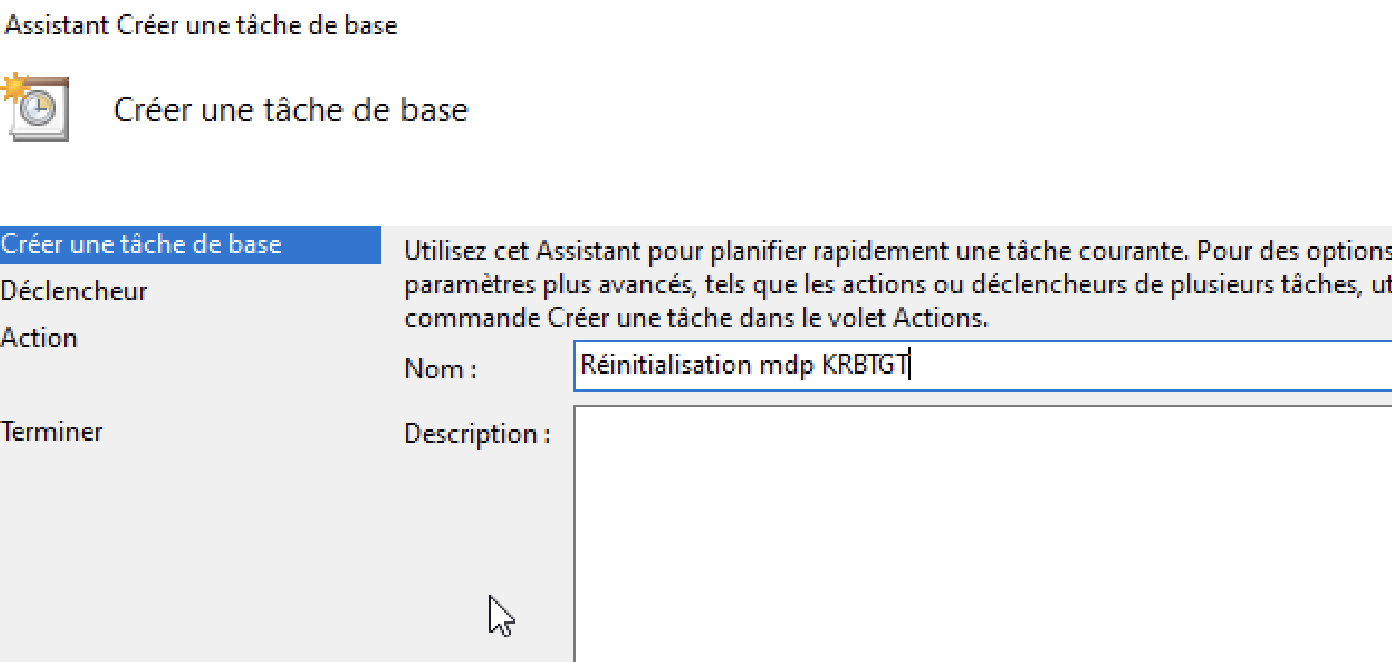 Assistant Créer une tâche de base
Créer une tâche de base
Créer une tâche de base
Déclencheur
Action
Terminer
Utilisez cet Assistant pour planifier rapidement une tâche courante. Pour des options
paramètres plus avancés, tels que les actions ou déclencheurs de plusieurs tâches, ut
commande Créer une tâche dans le volet Actions.
Nom :
Réinitialisation mdp KRBTGT
Description :